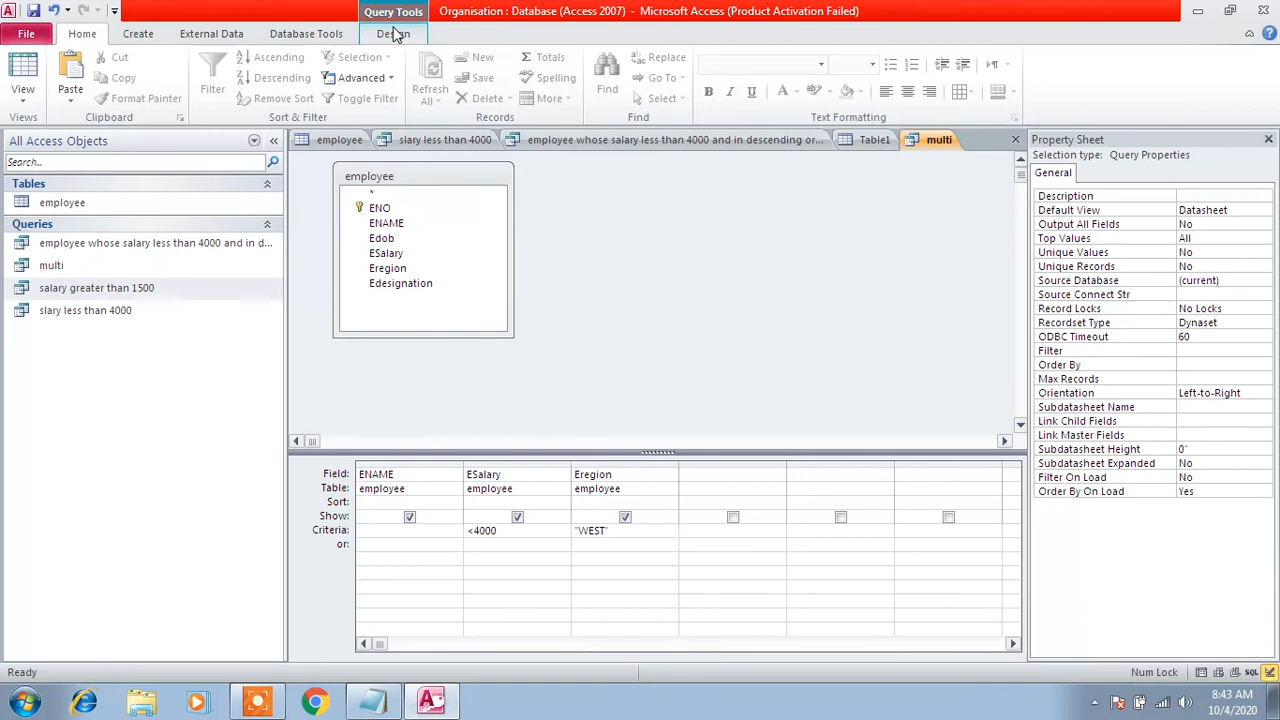 Query Tools
Organisation : Database (Access 2007) - Microsoft Access (Product Activation Failed)
File Home Create External Data Database Tools Design
View Paste Cut Copy Format Painter
Filter Ascending Descending Remove Sort Selection Advanced Toggle Filter
Refresh All New Save Delete Totals Spelling More
Find Replace Go To Select
Views Clipboard Sort & Filter Records Find Text Formatting
All Access Objects
Search...
Tables
employee
Queries
employee whose salary less than 4000 and in d...
multi
salary greater than 1500
slary less than 4000
employee slary less than 4000 employee whose salary less than 4000 and in descending or... Table1 multi
employee
*
ENO
ENAME
Edob
ESalary
Eregion
Edesignation
Field: ENAME ESalary Eregion
Table: employee employee employee
Sort:
Show:
Criteria: <4000 "WEST"
or:
Property Sheet
Selection type: Query Properties
General
Description
Default View Datasheet
Output All Fields No
Top Values All
Unique Values No
Unique Records No
Source Database (current)
Source Connect Str
Record Locks No Locks
Recordset Type Dynaset
ODBC Timeout 60
Filter
Order By
Max Records
Orientation Left-to-Right
Subdatasheet Name
Link Child Fields
Link Master Fields
Subdatasheet Height 0"
Subdatasheet Expanded No
Filter On Load No
Order By On Load Yes
Ready Num Lock SQL
8:43 AM
10/4/2020